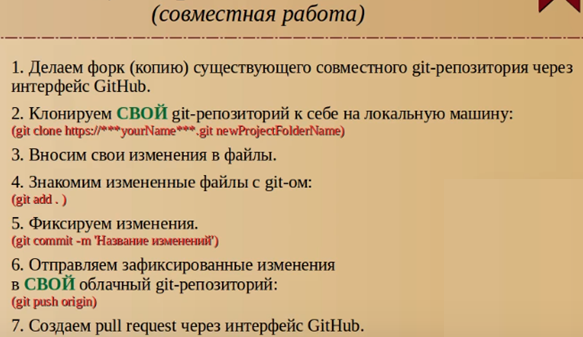 (совместная работа)
1. Делаем форк (копию) существующего совместного git-репозитория через
интерфейс GitHub.
2. Клонируем СВОЙ git-репозиторий к себе на локальную машину:
(git clone https://***yourName***.git newProjectFolderName)
3. Вносим свои изменения в файлы.
4. Знакомим измененные файлы с git-ом:
(git add . )
5. Фиксируем изменения.
(git commit -m 'Название изменений')
6. Отправляем зафиксированные изменения
в СВОЙ облачный git-репозиторий:
(git push origin)
7. Создаем pull request через интерфейс GitHub.